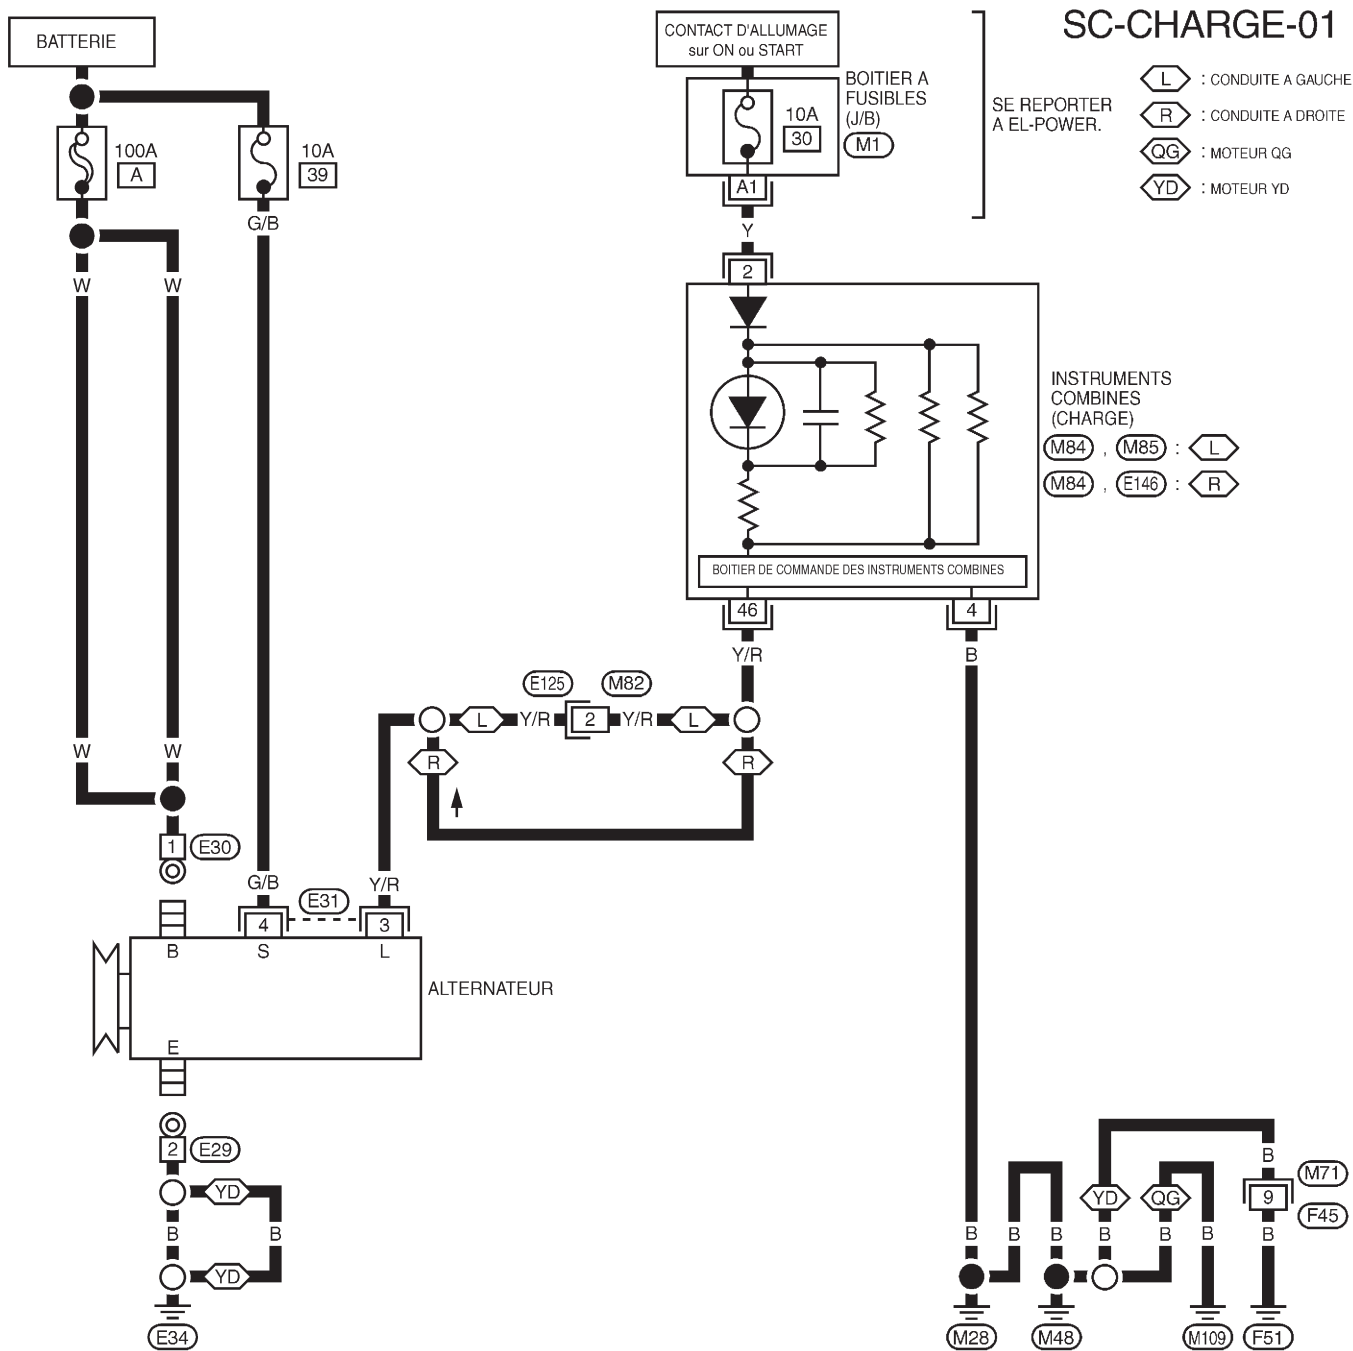 SC-CHARGE-01
BATTERIE
CONTACT D'ALLUMAGE
sur ON ou START
L : CONDUITE A GAUCHE
R : CONDUITE A DROITE
QG : MOTEUR QG
YD : MOTEUR YD
BOITIER A
FUSIBLES
(J/B)
M1
SE REPORTER
A EL-POWER.
100A
A
10A
39
10A
30
A1
G/B
Y
2
W
W
INSTRUMENTS
COMBINES
(CHARGE)
M84 , M85 : L
M84 , E146 : R
BOITIER DE COMMANDE DES INSTRUMENTS COMBINES
46
4
Y/R
B
E125
M82
L
Y/R
2
Y/R
L
R
R
W
W
1
E30
G/B
E31
Y/R
4
3
B
S
L
ALTERNATEUR
E
2
E29
YD
B
B
YD
E34
B
M71
YD
QG
9
F45
B
B
B
B
B
B
B
M28
M48
M109
F51